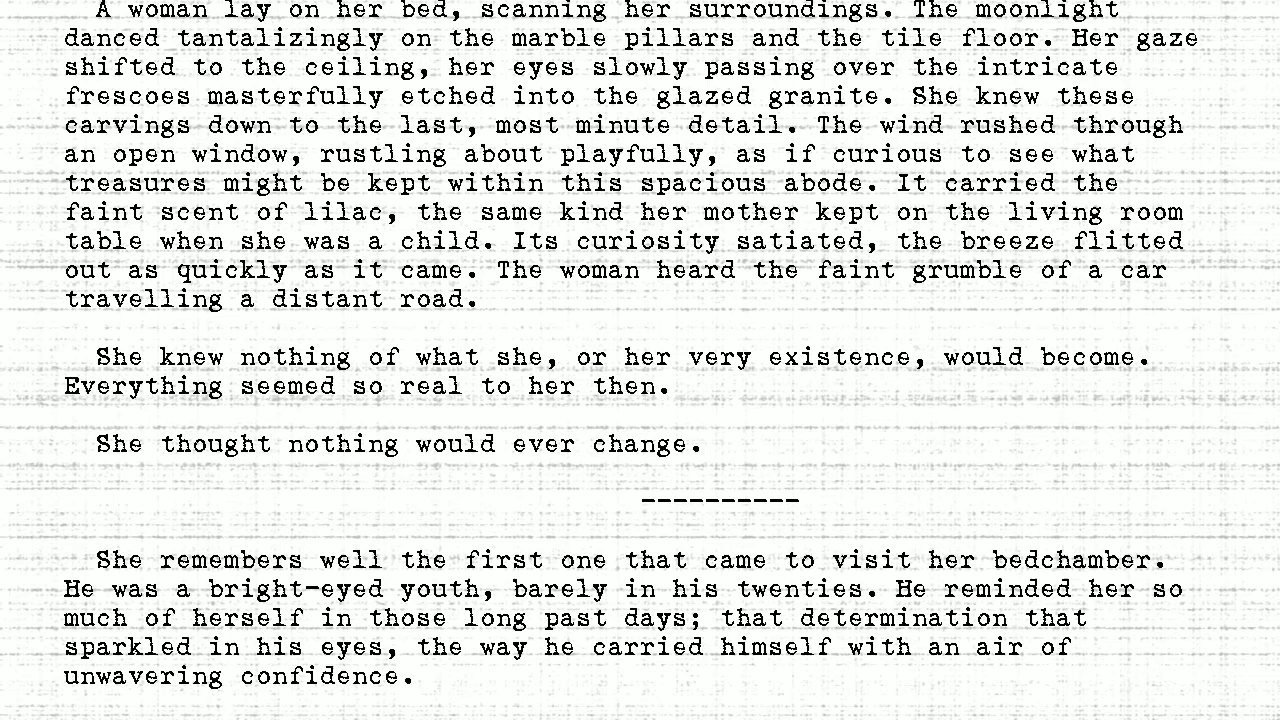 A woman lay on her bed, scanning her surroundings. The moonlight
danced tantalizingly on the marble pillars and the tile floor. Her gaze
shifted to the ceiling, her eyes slowly passing over the intricate
frescoes masterfully etched into the glazed granite. She knew these
carvings down to the last, most minute detail. The wind rushed through
an open window, rustling about playfully, as if curious to see what
treasures might be kept within this spacious abode. It carried the
faint scent of lilac, the same kind her mother kept on the living room
table when she was a child. Its curiosity satiated, the breeze flitted
out as quickly as it came. The woman heard the faint grumble of a car
travelling a distant road.
She knew nothing of what she, or her very existence, would become.
Everything seemed so real to her then.
She thought nothing would ever change.
----------
She remembers well the first one that came to visit her bedchamber.
He was a bright-eyed youth, barely in his twenties. He reminded her so
much of herself in those long past days; that determination that
sparkled in his eyes, the way he carried himself with an air of
unwavering confidence.